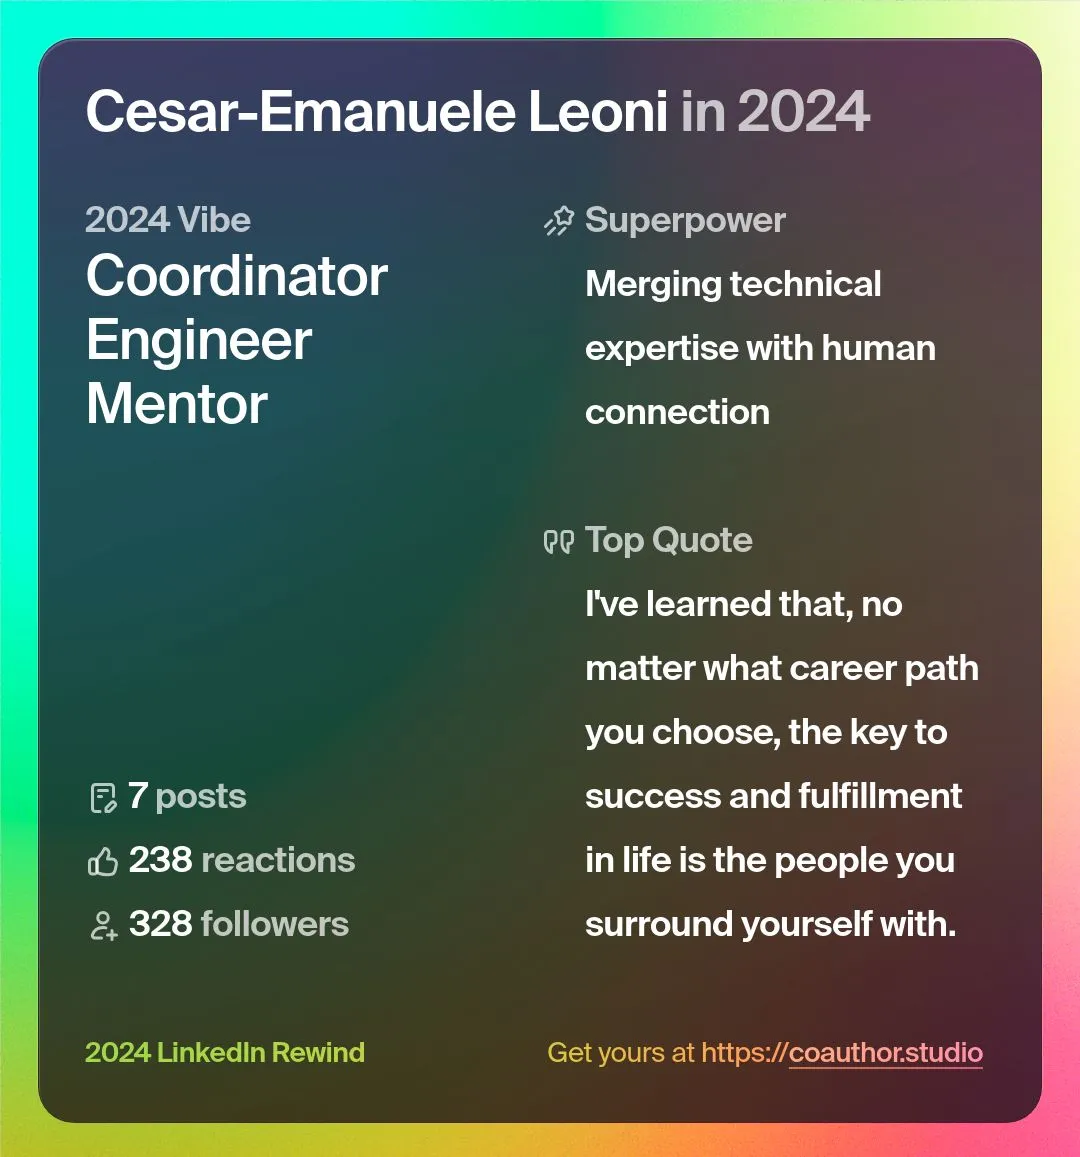 Cesar-Emanuele Leoni in 2024
2024 Vibe
Coordinator
Engineer
Mentor
7 posts
238 reactions
328 followers
Superpower
Merging technical
expertise with human
connection
Top Quote
I've learned that, no
matter what career path
you choose, the key to
success and fulfillment
in life is the people you
surround yourself with.
2024 LinkedIn Rewind
Get yours at https://coauthor.studio